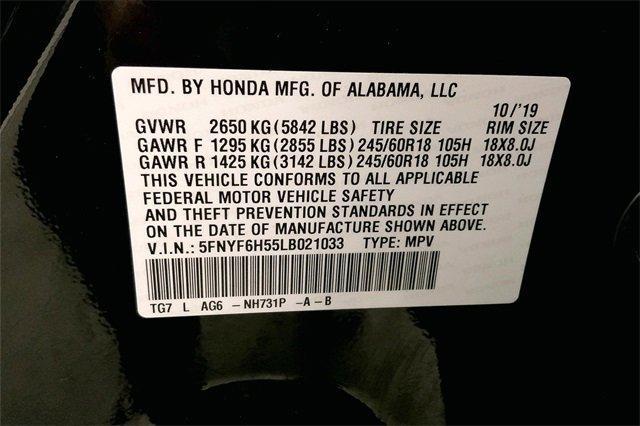 MFD. BY HONDA MFG. OF ALABAMA, LLC
10/'19
GVWR 2650 KG (5842 LBS) TIRE SIZE RIM SIZE
GAWR F 1295 KG (2855 LBS) 245/60R18 105H 18X8.0J
GAWR R 1425 KG (3142 LBS) 245/60R18 105H 18X8.0J
THIS VEHICLE CONFORMS TO ALL APPLICABLE
FEDERAL MOTOR VEHICLE SAFETY
AND THEFT PREVENTION STANDARDS IN EFFECT
ON THE DATE OF MANUFACTURE SHOWN ABOVE.
V.I.N.: 5FNYF6H55LB021033 TYPE: MPV
TG7 L AG6 - NH731P -A-B